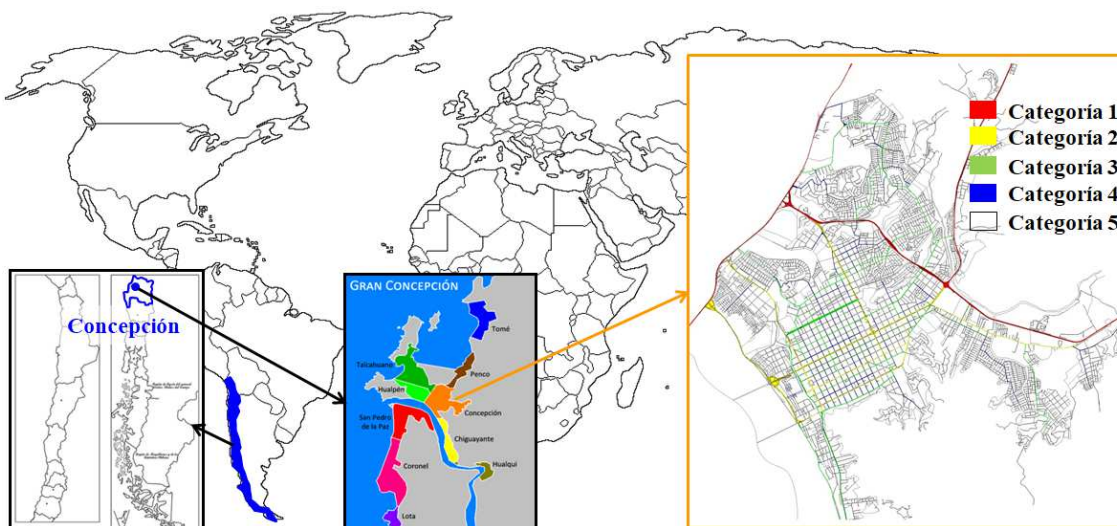 Concepción
GRAN CONCEPCIÓN
Tomé
Talcahuano
Penco
Hualpén
Concepción
San Pedro
de la Paz
Chiguayante
Coronel
Hualqui
Lota
Categoría 1
Categoría 2
Categoría 3
Categoría 4
Categoría 5